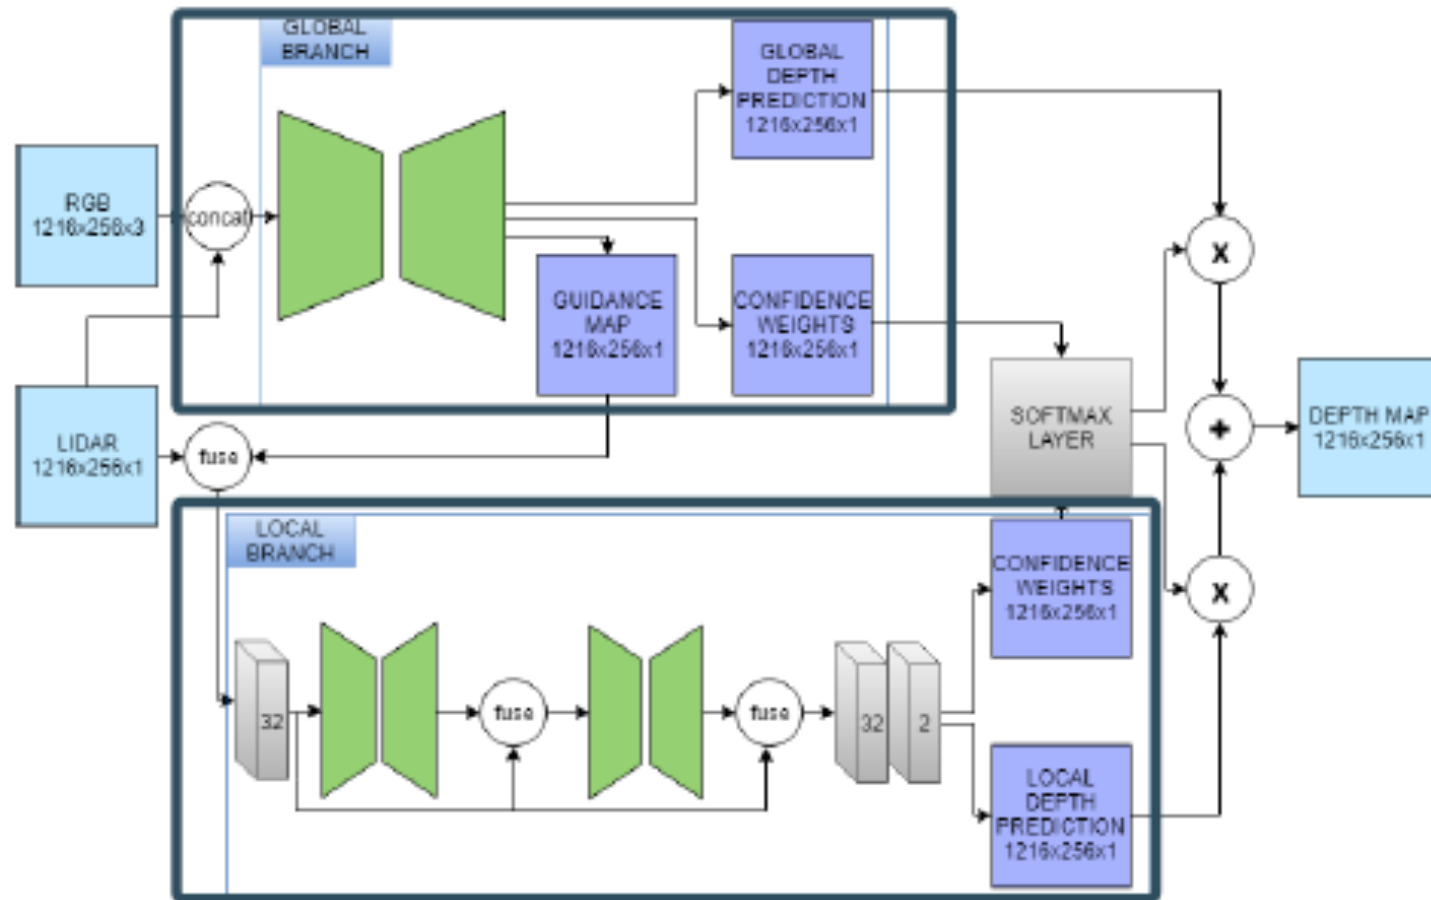 GLOBAL
BRANCH
GLOBAL
DEPTH
PREDICTION
1216x256x1
RGB
1216x256x3
concat
GUIDANCE
MAP
1216x256x1
CONFIDENCE
WEIGHTS
1216x256x1
x
SOFTMAX
LAYER
+
DEPTH MAP
1216x256x1
LIDAR
1216x256x1
fuse
LOCAL
BRANCH
CONFIDENCE
WEIGHTS
1216x256x1
x
32
fuse
fuse
32
2
LOCAL
DEPTH
PREDICTION
1216x256x1